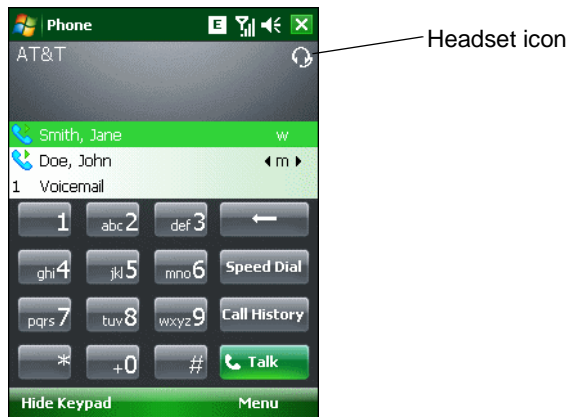 Phone E
AT&T
Headset icon
Smith, Jane w
Doe, John m
1 Voicemail
1 abc2 def3
ghi4 jkl5 mno6 Speed Dial
pqrs7 tuv8 wxyz9 Call History
* +0 # Talk
Hide Keypad Menu